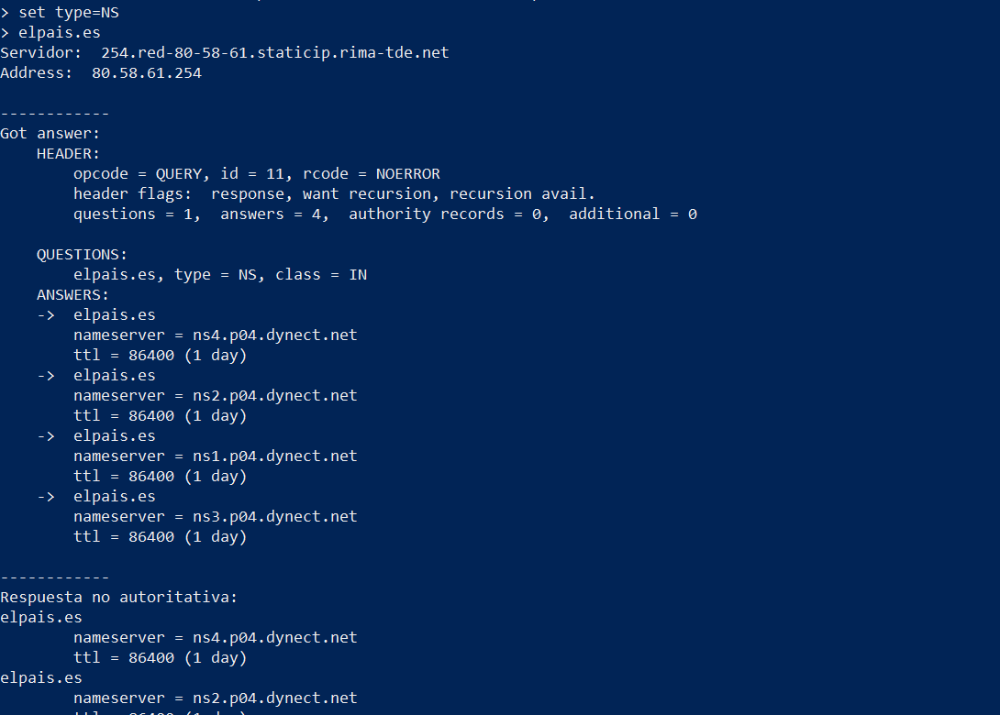 > set type=NS
> elpais.es
Servidor:  254.red-80-58-61.staticip.rima-tde.net
Address:  80.58.61.254

------------
Got answer:
    HEADER:
        opcode = QUERY, id = 11, rcode = NOERROR
        header flags:  response, want recursion, recursion avail.
        questions = 1,  answers = 4,  authority records = 0,  additional = 0

    QUESTIONS:
        elpais.es, type = NS, class = IN
    ANSWERS:
    ->  elpais.es
        nameserver = ns4.p04.dynect.net
        ttl = 86400 (1 day)
    ->  elpais.es
        nameserver = ns2.p04.dynect.net
        ttl = 86400 (1 day)
    ->  elpais.es
        nameserver = ns1.p04.dynect.net
        ttl = 86400 (1 day)
    ->  elpais.es
        nameserver = ns3.p04.dynect.net
        ttl = 86400 (1 day)

------------
Respuesta no autoritativa:
elpais.es
        nameserver = ns4.p04.dynect.net
        ttl = 86400 (1 day)
elpais.es
        nameserver = ns2.p04.dynect.net